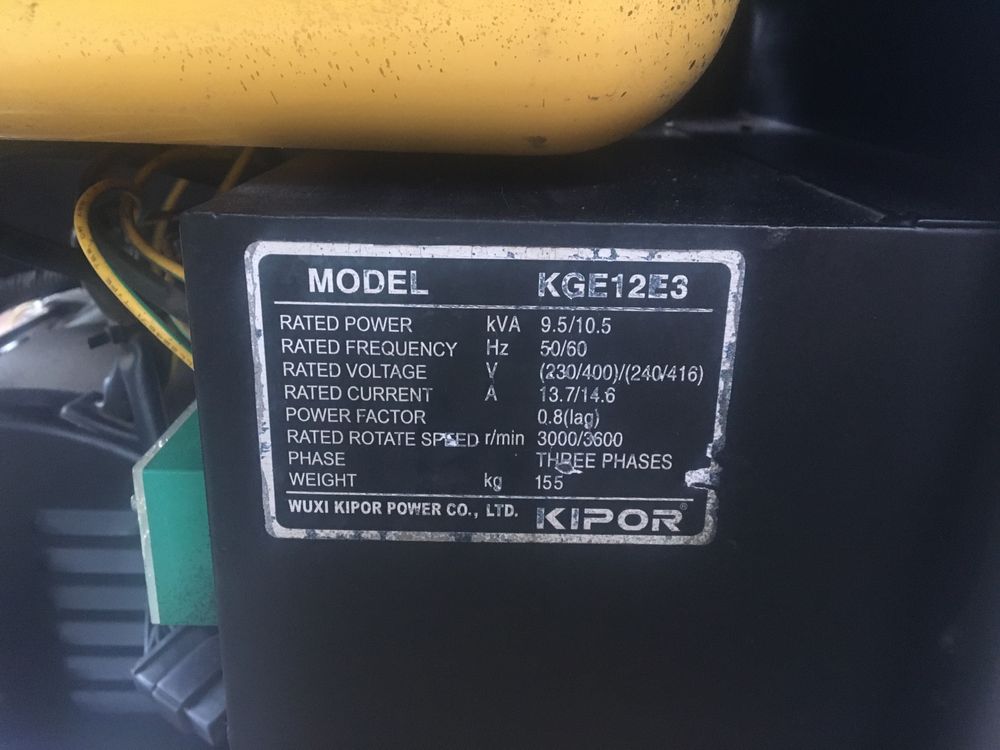 MODEL KGE12E3
RATED POWER kVA 9.5/10.5
RATED FREQUENCY Hz 50/60
RATED VOLTAGE V (230/400)/(240/416)
RATED CURRENT A 13.7/14.6
POWER FACTOR 0.8(lag)
RATED ROTATE SPEED r/min 3000/3600
PHASE THREE PHASES
WEIGHT kg 155
WUXI KIPOR POWER CO., LTD. KIPOR®